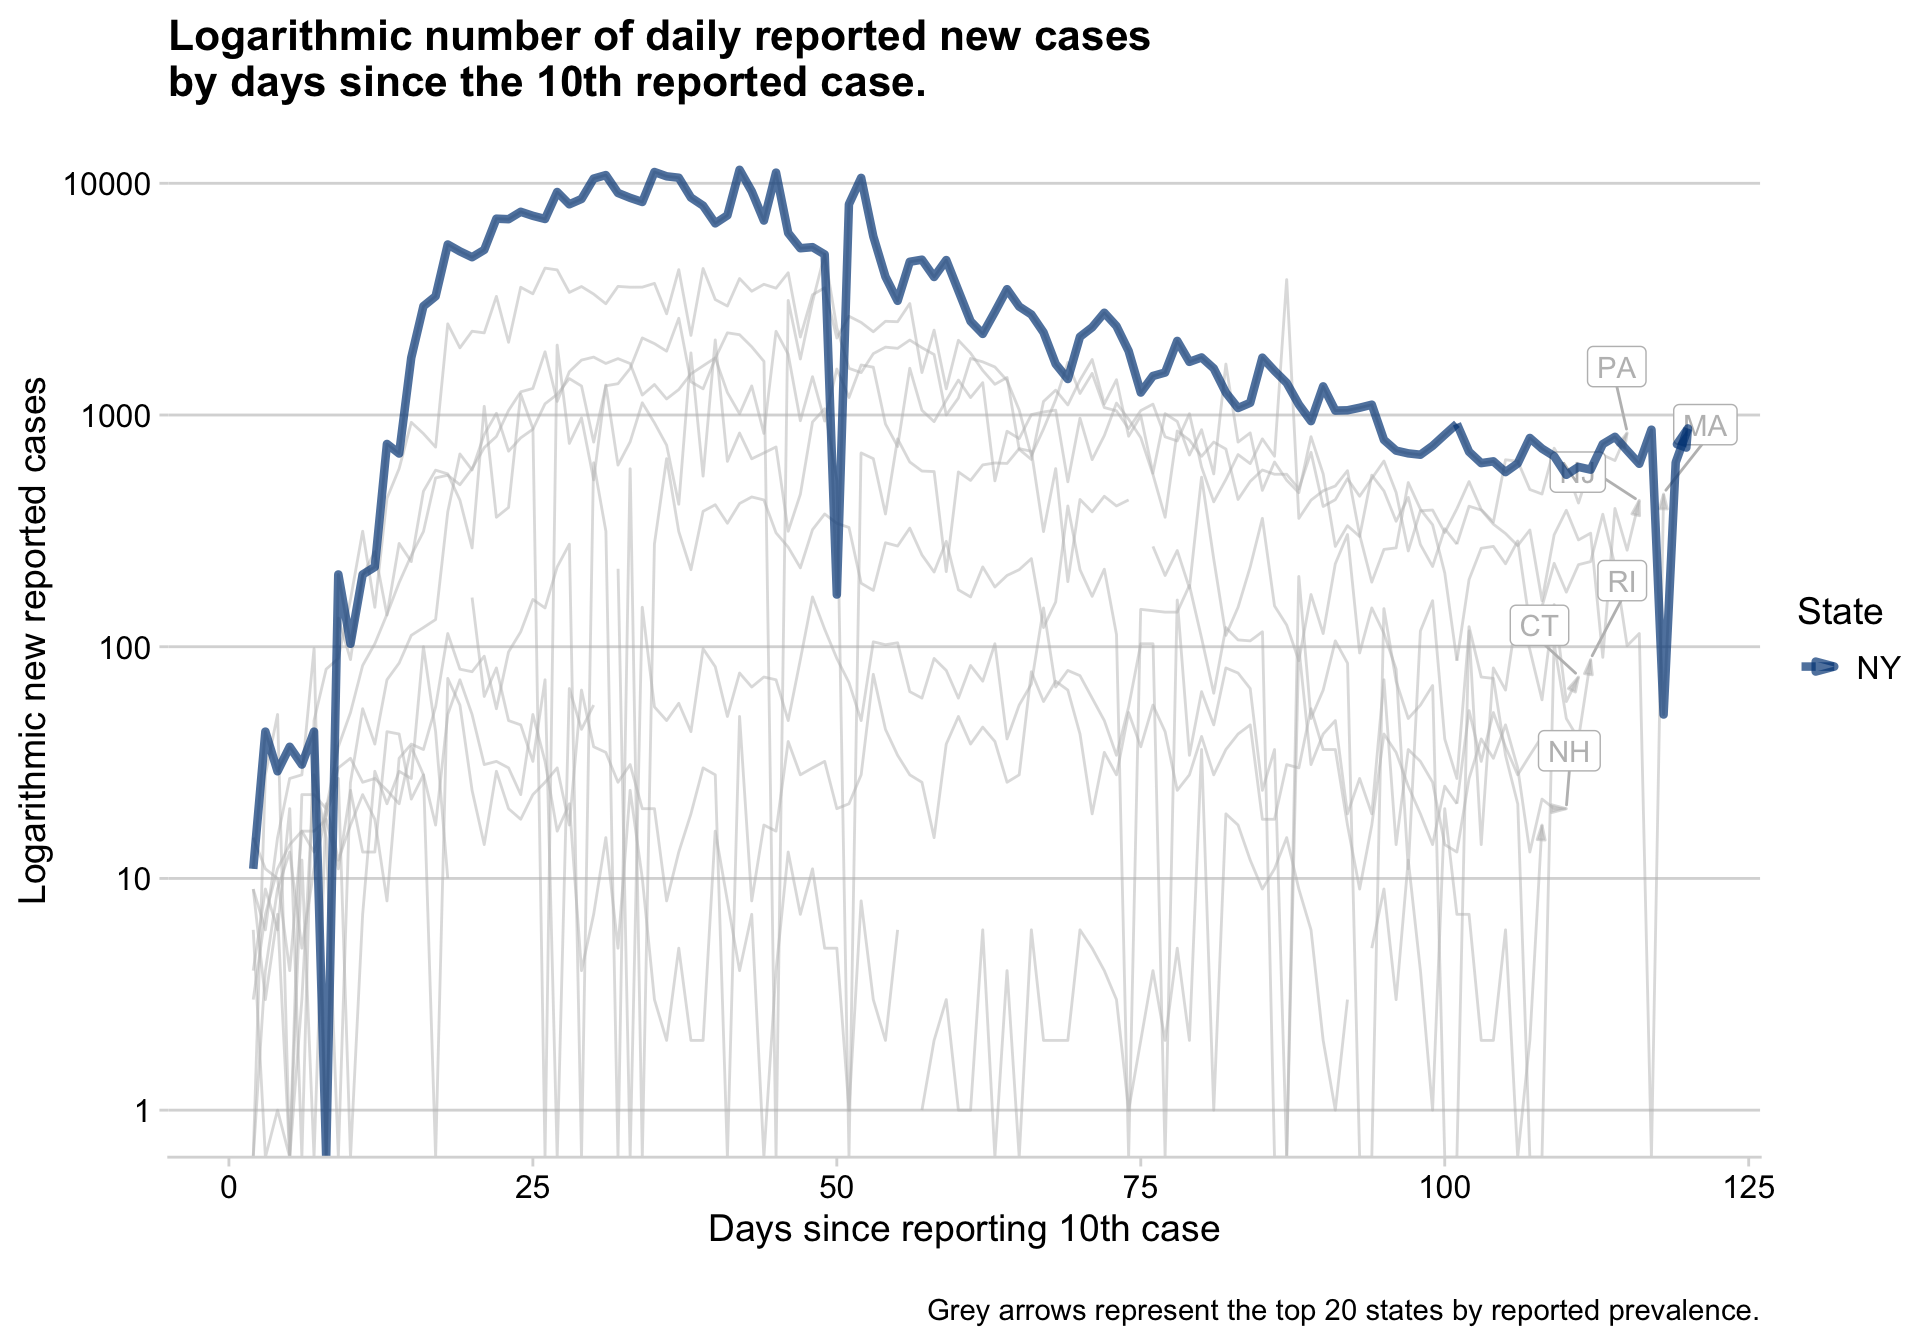 Logarithmic number of daily reported new cases
by days since the 10th reported case.
Logarithmic new reported cases
10000
1000
100
10
1
PA
MA
NJ
RI
CT
NH
State
NY
0 25 50 75 100 125
Days since reporting 10th case
Grey arrows represent the top 20 states by reported prevalence.